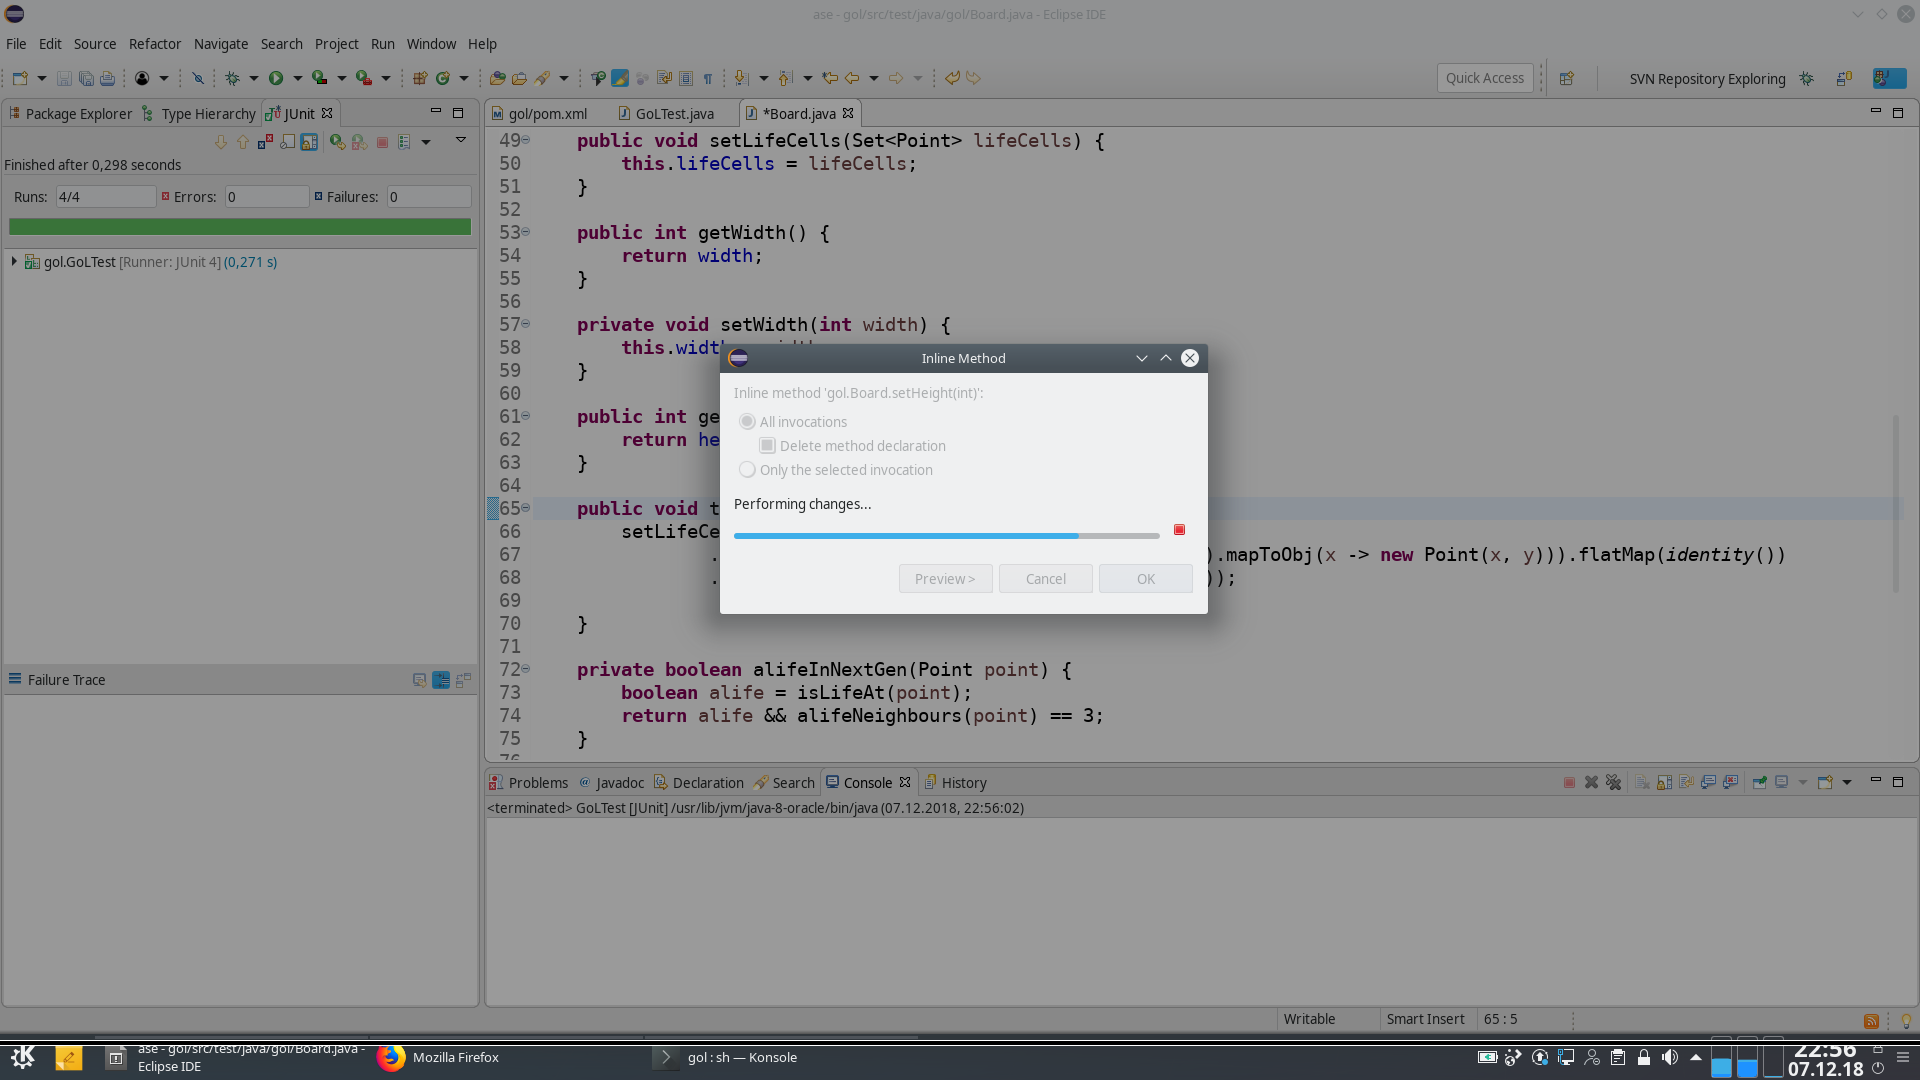 ase - gol/src/test/java/gol/Board.java - Eclipse IDE
File Edit Source Refactor Navigate Search Project Run Window Help
Quick Access
SVN Repository Exploring
Package Explorer Type Hierarchy JUnit
Finished after 0,298 seconds
Runs: 4/4 Errors: 0 Failures: 0
gol.GoLTest [Runner: JUnit 4] (0,271 s)
Failure Trace
gol/pom.xml GoLTest.java *Board.java
49 public void setLifeCells(Set<Point> lifeCells) {
50 this.lifeCells = lifeCells;
51 }
52
53 public int getWidth() {
54 return width;
55 }
56
57 private void setWidth(int width) {
58 this.widt
59 }
60
61 public int ge
62 return he
63 }
64
65 public void t
66 setLifeCe
67 . ).mapToObj(x -> new Point(x, y))).flatMap(identity())
68 . ));
69
70 }
71
72 private boolean alifeInNextGen(Point point) {
73 boolean alife = isLifeAt(point);
74 return alife && alifeNeighbours(point) == 3;
75 }
76
Inline Method
Inline method 'gol.Board.setHeight(int)':
All invocations
Delete method declaration
Only the selected invocation
Performing changes...
Preview > Cancel OK
Problems @ Javadoc Declaration Search Console History
<terminated> GoLTest [JUnit] /usr/lib/jvm/java-8-oracle/bin/java (07.12.2018, 22:56:02)
Writable Smart Insert 65 : 5
ase - gol/src/test/java/gol/Board.java -
Eclipse IDE
Mozilla Firefox
gol : sh — Konsole
22:56
07.12.18